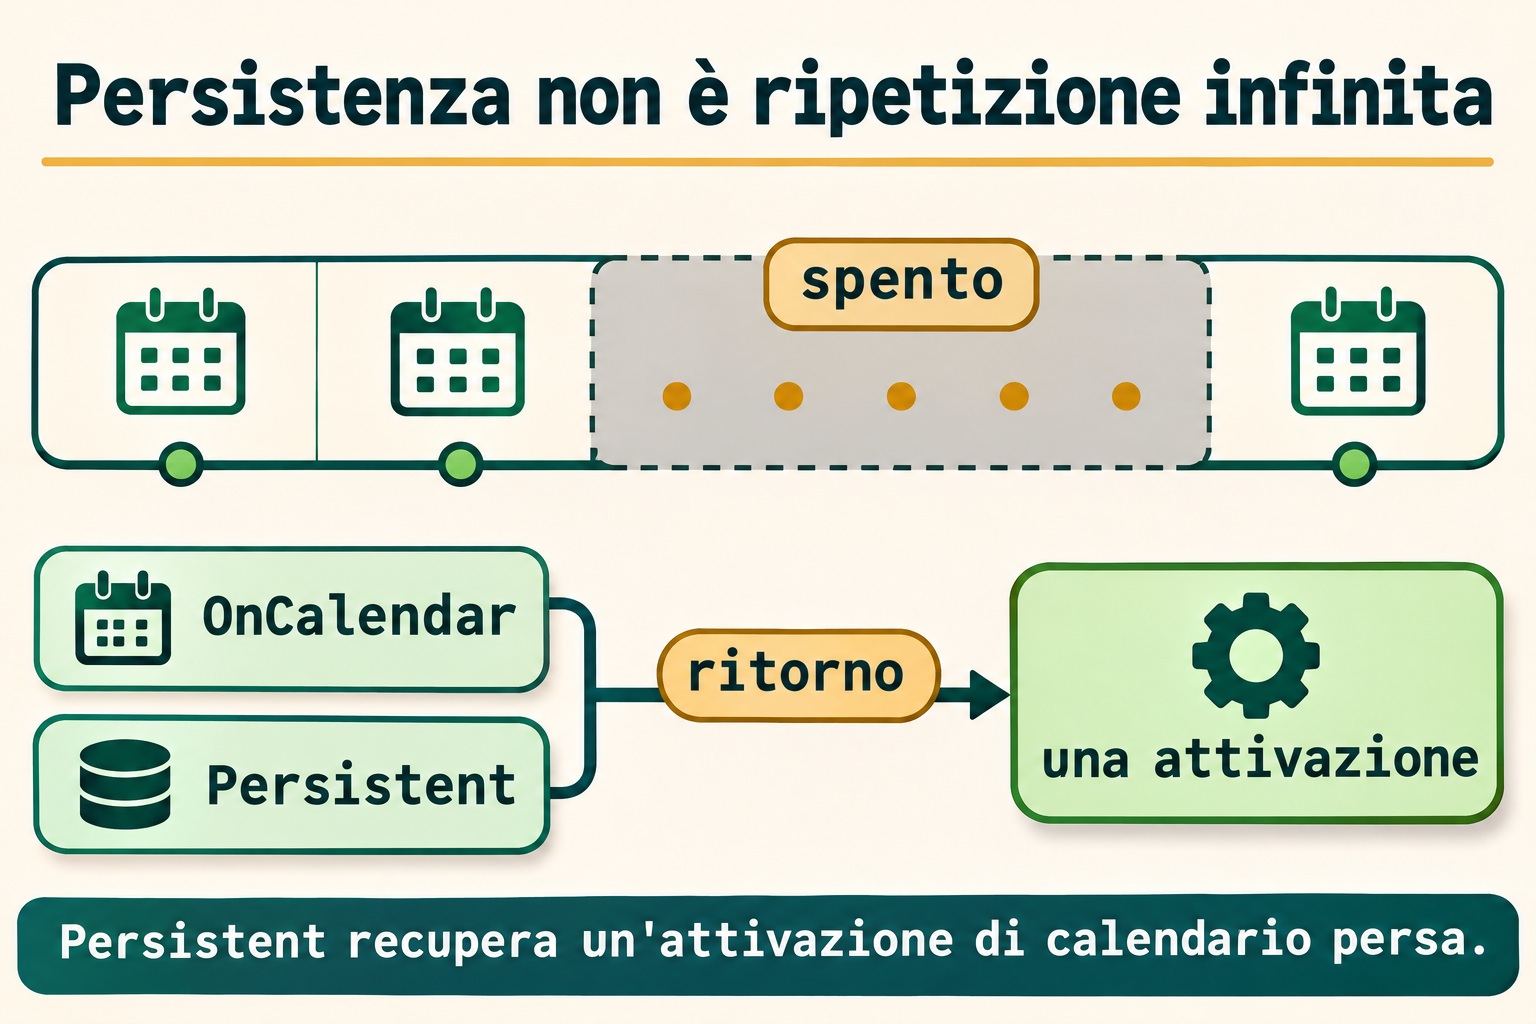 Persistenza non è ripetizione infinita
spento
OnCalendar
Persistent
ritorno
una attivazione
Persistent recupera un'attivazione di calendario persa.